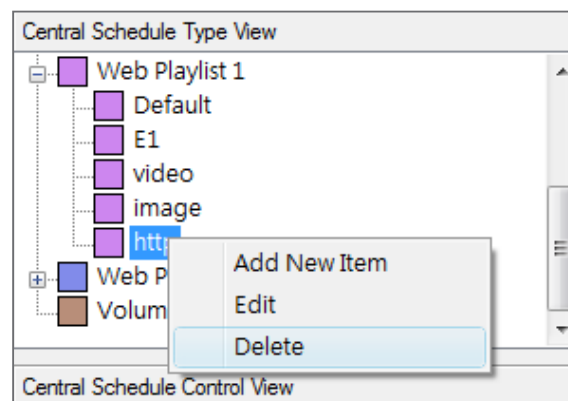 Central Schedule Type View
Web Playlist 1
Default
E1
video
image
http
Add New Item
Web P
Edit
Volum
Delete
Central Schedule Control View